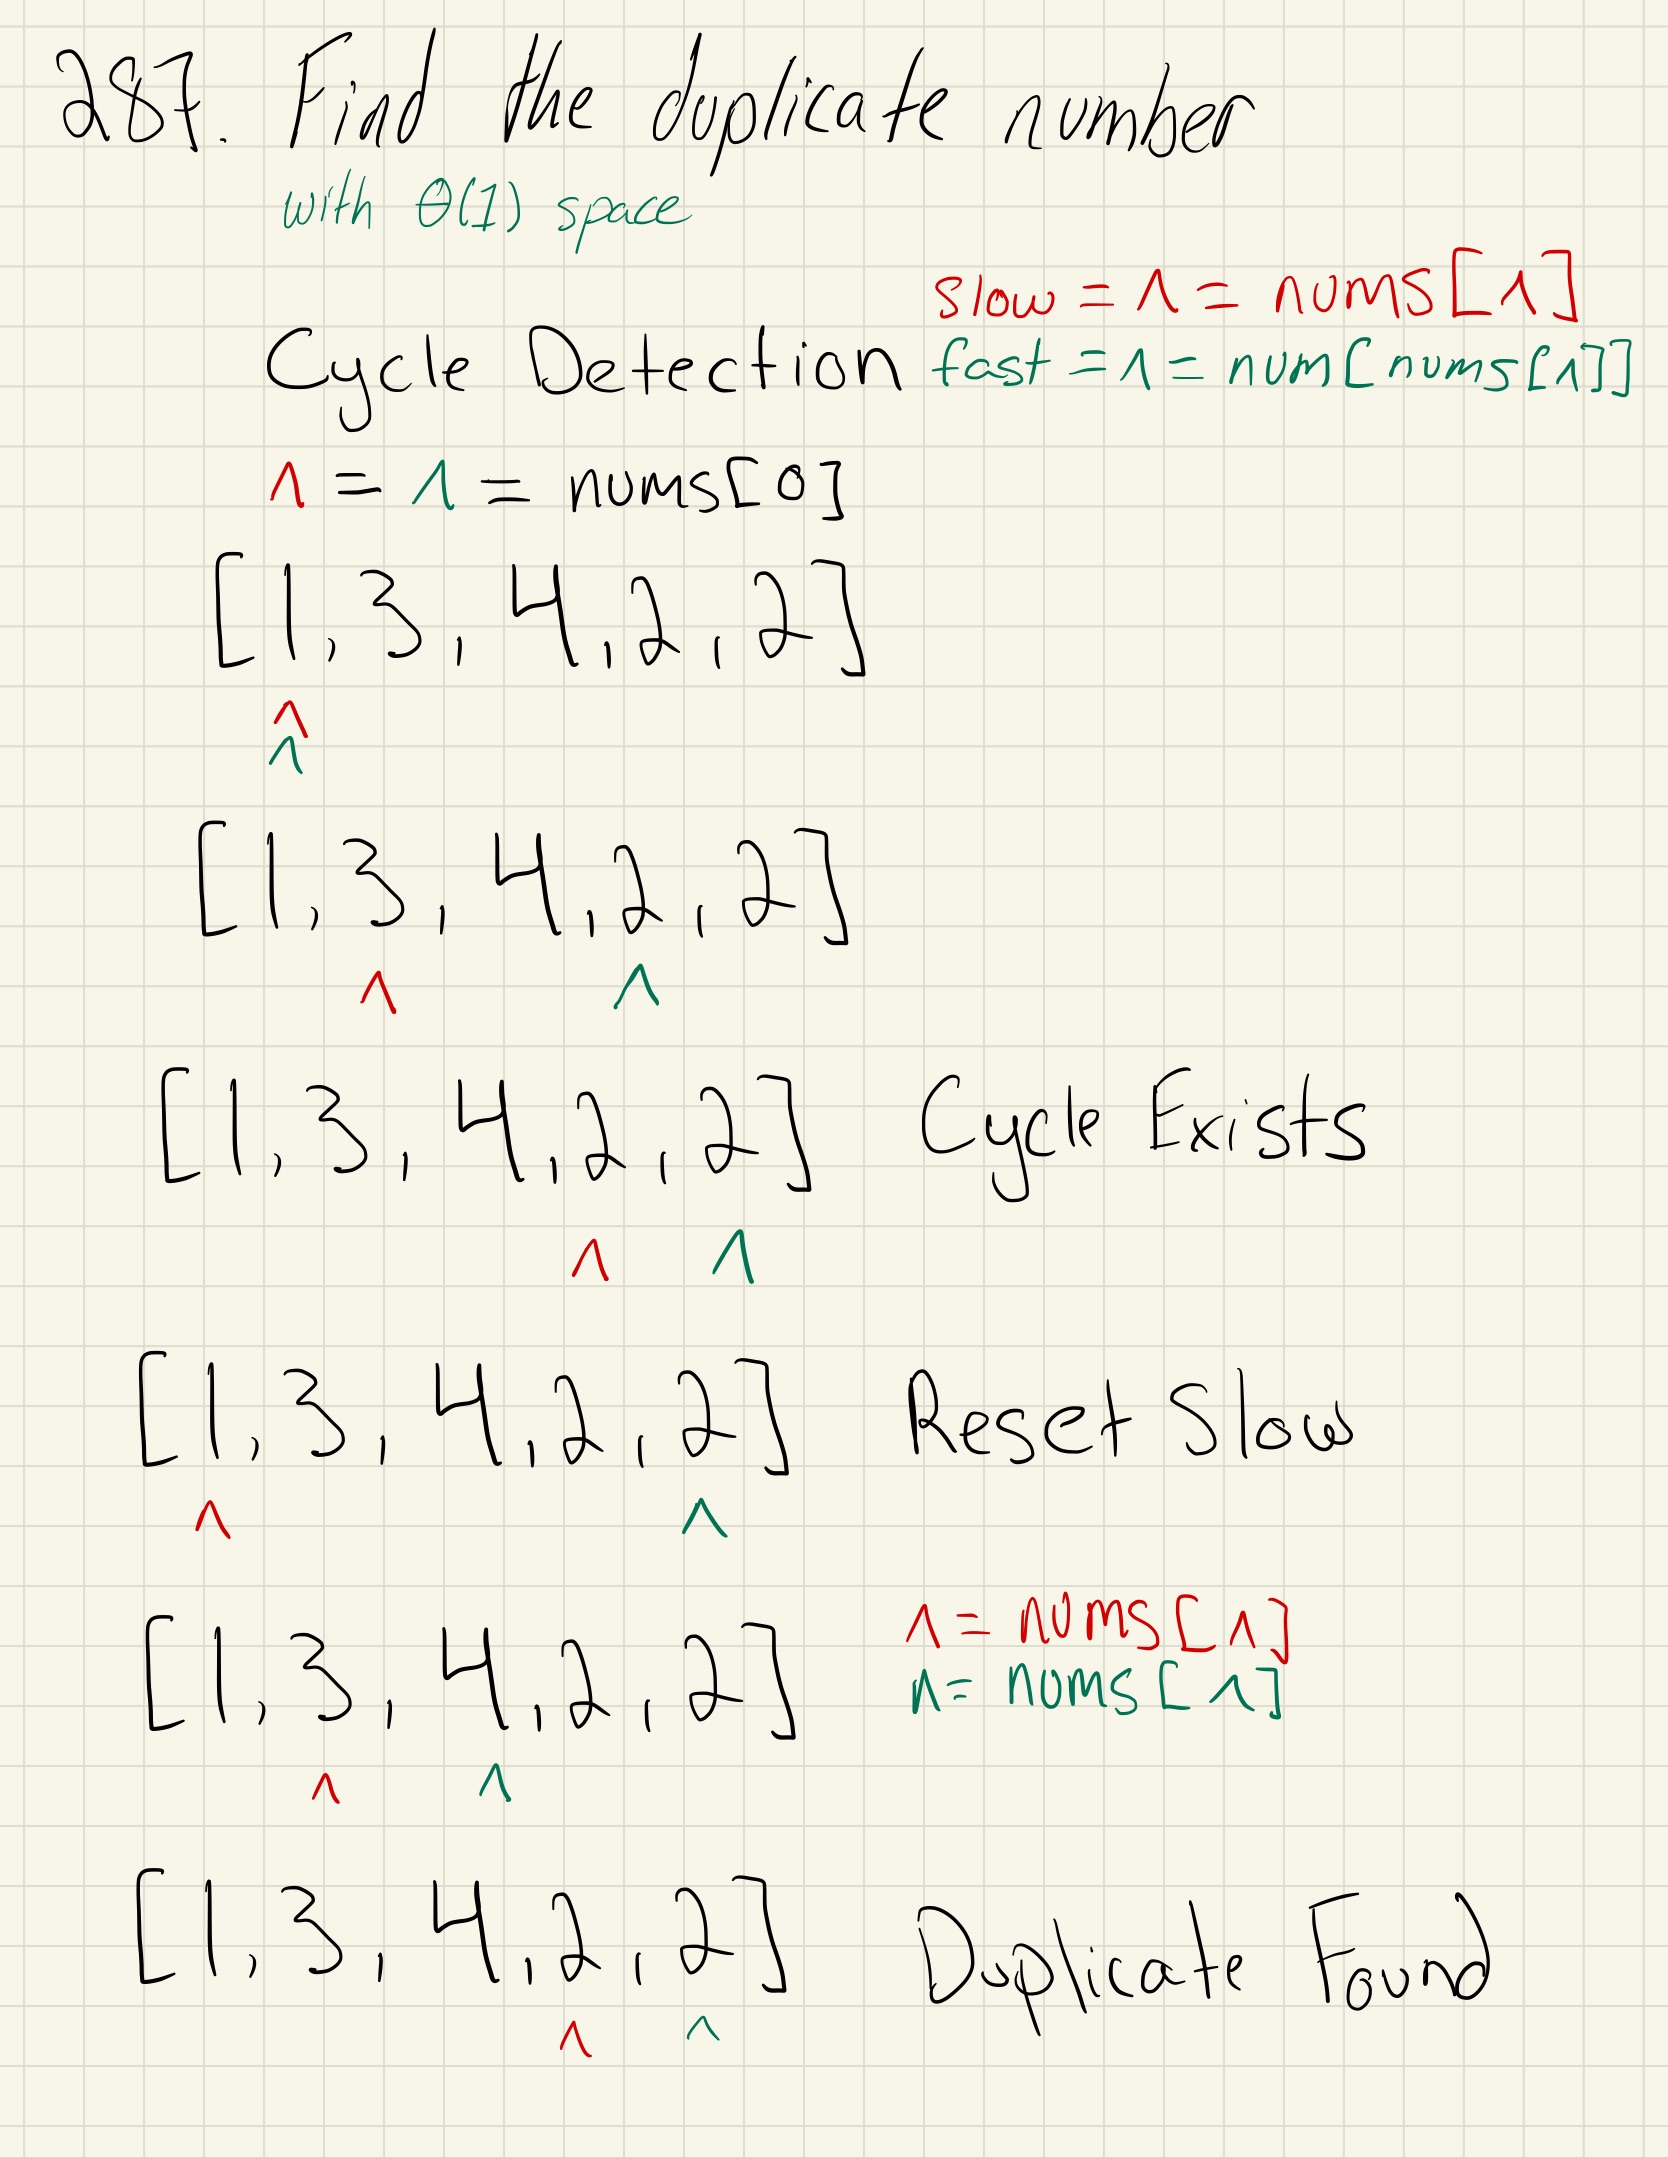 287. Find the duplicate number
with θ(1) space
slow = ^ = nums[^]
Cycle Detection fast = ^ = num[nums[^]]
^ = ^ = nums[0]
[1, 3, 4, 2, 2]
^
^
[1, 3, 4, 2, 2]
^ ^
[1, 3, 4, 2, 2] Cycle Exists
^ ^
[1, 3, 4, 2, 2] Reset Slow
^ ^
^ = nums[^]
[1, 3, 4, 2, 2] ^ = nums[^]
^ ^
[1, 3, 4, 2, 2] Duplicate Found
^ ^